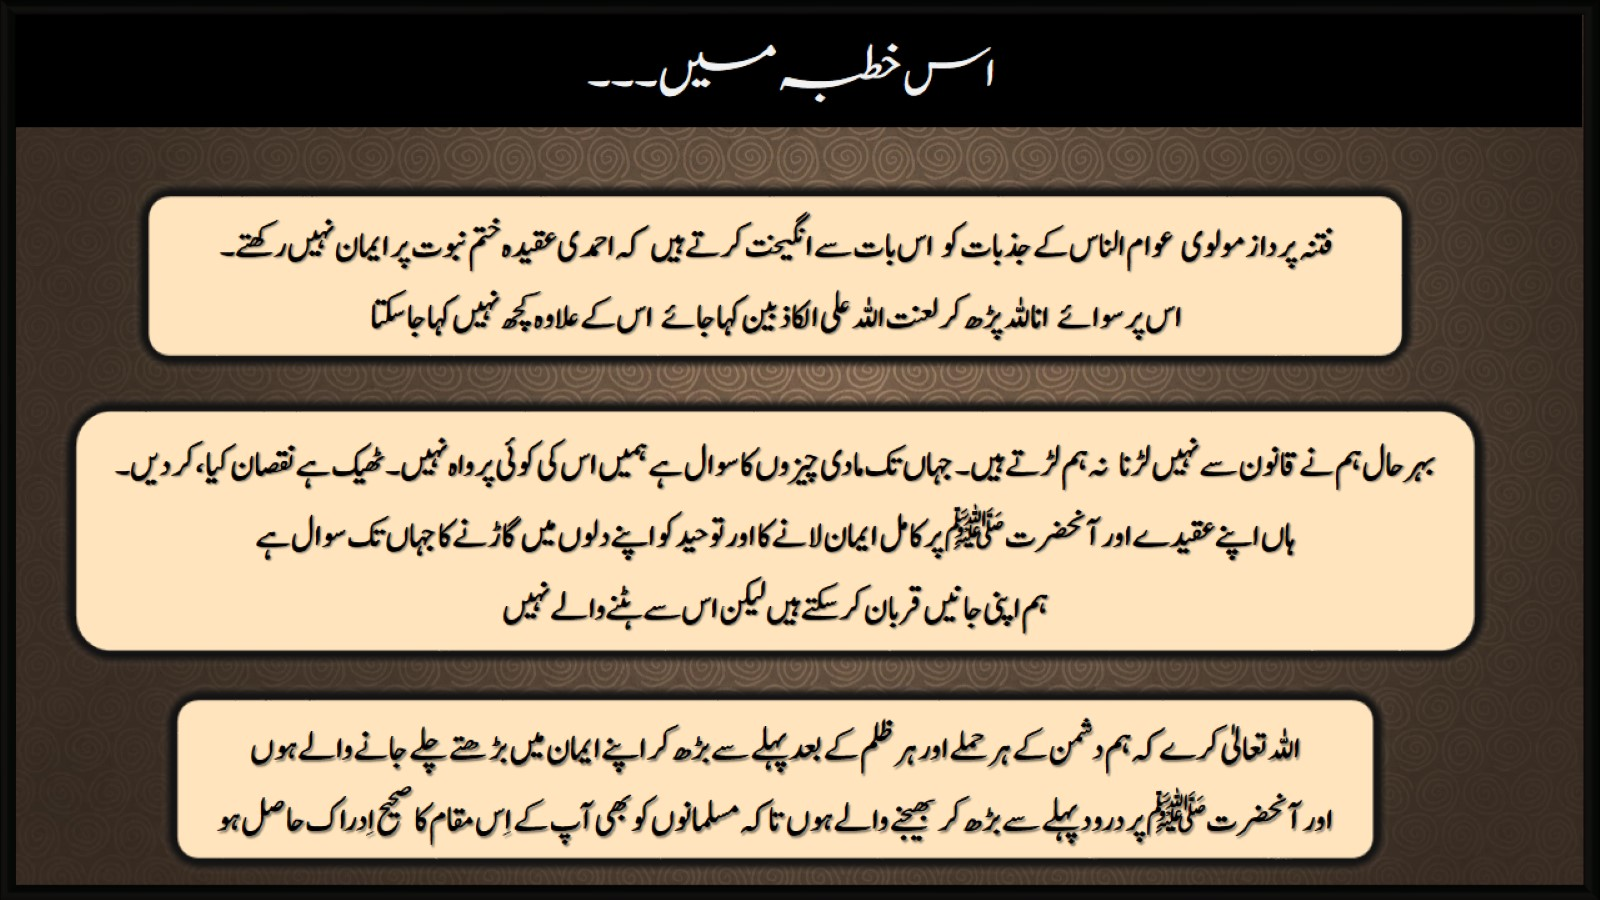 اس خطبہ میں۔۔۔
فتنہ پرداز مولوی عوام الناس کے جذبات کو اس بات سے انگیخت کرتے ہیں کہ احمدی عقیدہ ختم نبوت پر ایمان نہیں رکھتے۔
اس پر سوائے اناللہ پڑھ کر لعنت اللہ علی الکاذبین کہا جائے اس کے علاوہ کچھ نہیں کہا جا سکتا
بہر حال ہم نے قانون سے نہیں لڑنا نہ ہم لڑتے ہیں۔ جہاں تک مادی چیزوں کا سوال ہے ہمیں اس کی کوئی پرواہ نہیں۔ ٹھیک ہے نقصان کیا، کر دیں۔
ہاں اپنے عقیدے اور آنحضرت ﷺ پر کامل ایمان لانے کا اور توحید کو اپنے دلوں میں گاڑنے کا جہاں تک سوال ہے
ہم اپنی جانیں قربان کر سکتے ہیں لیکن اس سے ہٹنے والے نہیں
اللہ تعالیٰ کرے کہ ہم دشمن کے ہر حملے اور ہر ظلم کے بعد پہلے سے بڑھ کر اپنے ایمان میں بڑھتے چلے جانے والے ہوں
اور آنحضرت ﷺ پر درود پہلے سے بڑھ کر بھیجنے والے ہوں تاکہ مسلمانوں کو بھی آپ کے اِس مقام کا صحیح اِدراک حاصل ہو